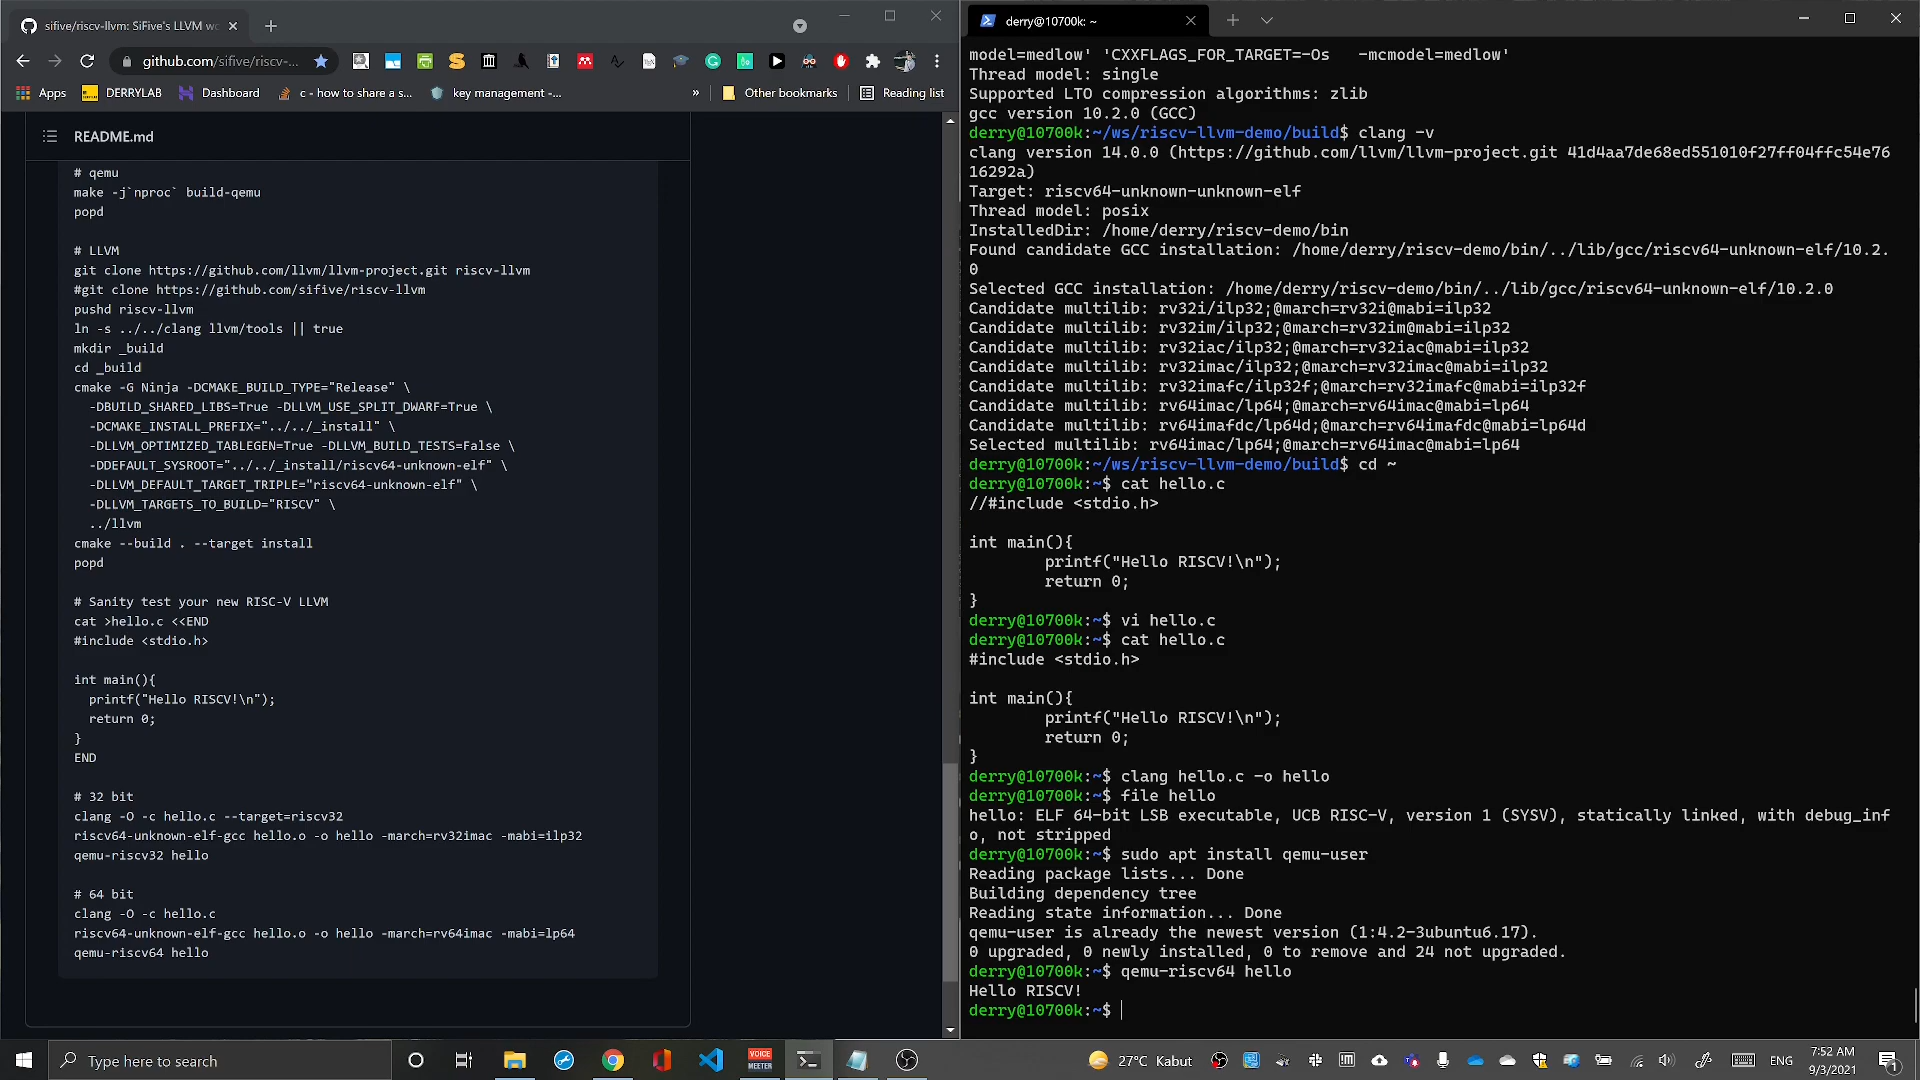 sifive/riscv-llvm: SiFive's LLVM wo
github.com/sifive/riscv-...
Apps
DERRYLAB
Dashboard
c - how to share a s...
key management -...
»
Other bookmarks
Reading list
README.md
# qemu
make -j`nproc` build-qemu
popd
# LLVM
git clone https://github.com/llvm/llvm-project.git riscv-llvm
#git clone https://github.com/sifive/riscv-llvm
pushd riscv-llvm
ln -s ../../clang llvm/tools || true
mkdir _build
cd _build
cmake -G Ninja -DCMAKE_BUILD_TYPE="Release" \
-DBUILD_SHARED_LIBS=True -DLLVM_USE_SPLIT_DWARF=True \
-DCMAKE_INSTALL_PREFIX="../../_install" \
-DLLVM_OPTIMIZED_TABLEGEN=True -DLLVM_BUILD_TESTS=False \
-DDEFAULT_SYSROOT="../../_install/riscv64-unknown-elf" \
-DLLVM_DEFAULT_TARGET_TRIPLE="riscv64-unknown-elf" \
-DLLVM_TARGETS_TO_BUILD="RISCV" \
../llvm
cmake --build . --target install
popd
# Sanity test your new RISC-V LLVM
cat >hello.c <<END
#include <stdio.h>
int main(){
printf("Hello RISCV!\n");
return 0;
}
END
# 32 bit
clang -O -c hello.c --target=riscv32
riscv64-unknown-elf-gcc hello.o -o hello -march=rv32imac -mabi=ilp32
qemu-riscv32 hello
# 64 bit
clang -O -c hello.c
riscv64-unknown-elf-gcc hello.o -o hello -march=rv64imac -mabi=lp64
qemu-riscv64 hello
derry@10700k: ~
model=medlow' 'CXXFLAGS_FOR_TARGET=-Os   -mcmodel=medlow'
Thread model: single
Supported LTO compression algorithms: zlib
gcc version 10.2.0 (GCC)
derry@10700k:~/ws/riscv-llvm-demo/build$ clang -v
clang version 14.0.0 (https://github.com/llvm/llvm-project.git 41d4aa7de68ed551010f27ff04ffc54e76
16292a)
Target: riscv64-unknown-unknown-elf
Thread model: posix
InstalledDir: /home/derry/riscv-demo/bin
Found candidate GCC installation: /home/derry/riscv-demo/bin/../lib/gcc/riscv64-unknown-elf/10.2.
0
Selected GCC installation: /home/derry/riscv-demo/bin/../lib/gcc/riscv64-unknown-elf/10.2.0
Candidate multilib: rv32i/ilp32;@march=rv32i@mabi=ilp32
Candidate multilib: rv32im/ilp32;@march=rv32im@mabi=ilp32
Candidate multilib: rv32iac/ilp32;@march=rv32iac@mabi=ilp32
Candidate multilib: rv32imac/ilp32;@march=rv32imac@mabi=ilp32
Candidate multilib: rv32imafc/ilp32f;@march=rv32imafc@mabi=ilp32f
Candidate multilib: rv64imac/lp64;@march=rv64imac@mabi=lp64
Candidate multilib: rv64imafdc/lp64d;@march=rv64imafdc@mabi=lp64d
Selected multilib: rv64imac/lp64;@march=rv64imac@mabi=lp64
derry@10700k:~/ws/riscv-llvm-demo/build$ cd ~
derry@10700k:~$ cat hello.c
//#include <stdio.h>
int main(){
printf("Hello RISCV!\n");
return 0;
}
derry@10700k:~$ vi hello.c
derry@10700k:~$ cat hello.c
#include <stdio.h>
int main(){
printf("Hello RISCV!\n");
return 0;
}
derry@10700k:~$ clang hello.c -o hello
derry@10700k:~$ file hello
hello: ELF 64-bit LSB executable, UCB RISC-V, version 1 (SYSV), statically linked, with debug_inf
o, not stripped
derry@10700k:~$ sudo apt install qemu-user
Reading package lists... Done
Building dependency tree
Reading state information... Done
qemu-user is already the newest version (1:4.2-3ubuntu6.17).
0 upgraded, 0 newly installed, 0 to remove and 24 not upgraded.
derry@10700k:~$ qemu-riscv64 hello
Hello RISCV!
derry@10700k:~$
Type here to search
VOICE
MEETER
27°C Kabut
ENG
7:52 AM
9/3/2021
1